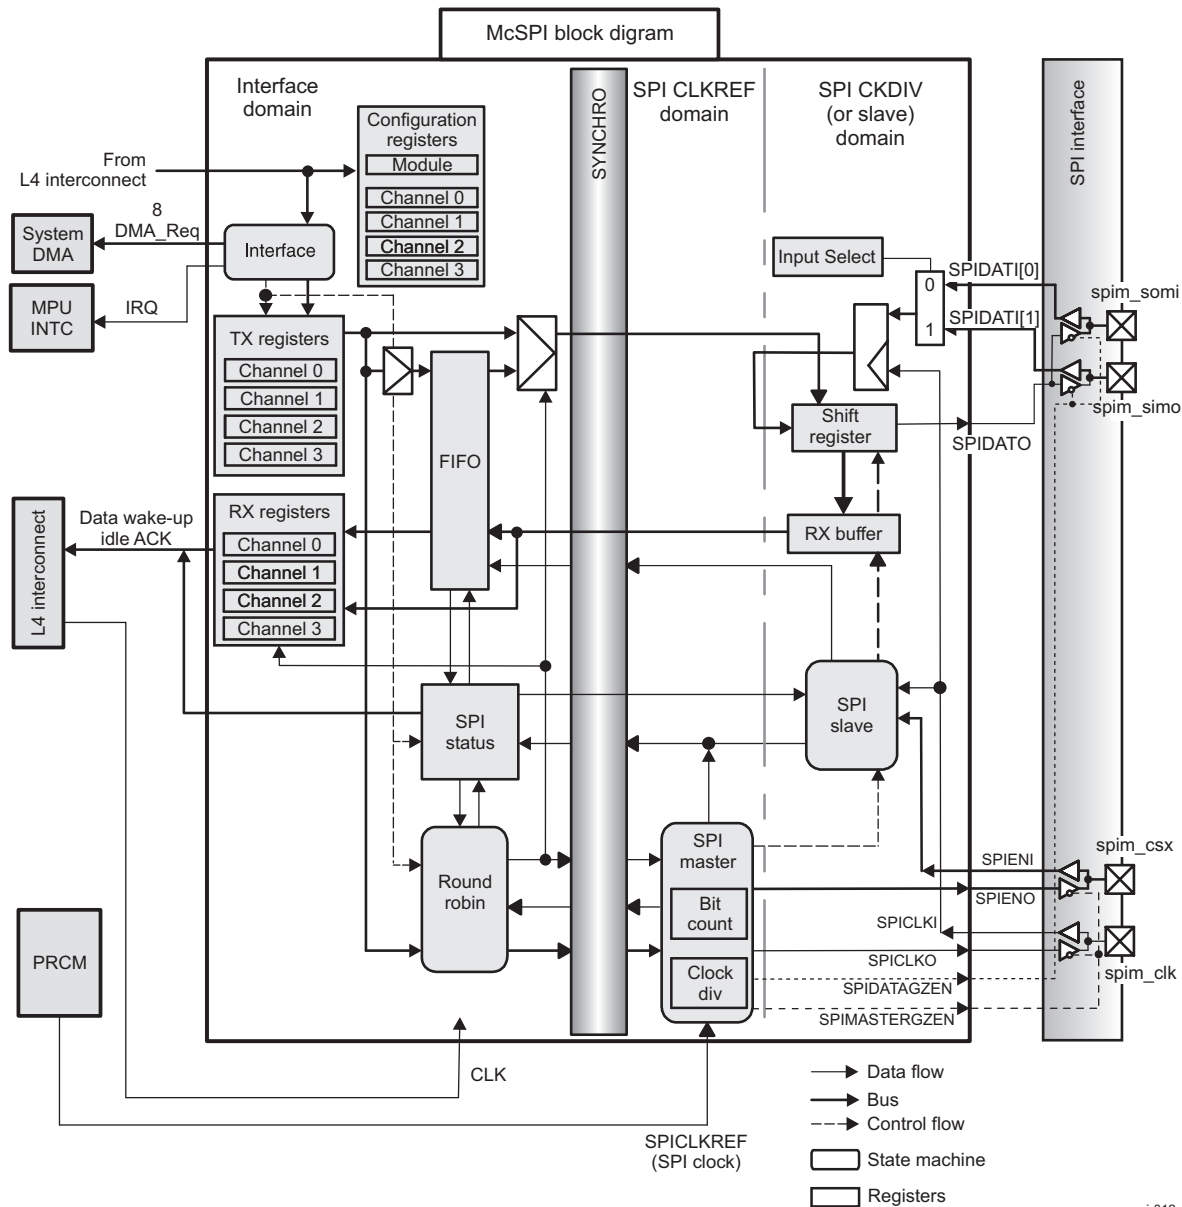 McSPI block digram
Interface
domain
SYNCHRO
SPI CLKREF
domain
SPI CKDIV
(or slave)
domain
SPI interface
Configuration
registers
Module
Channel 0
Channel 1
Channel 2
Channel 3
From
L4 interconnect
8
DMA_Req
System
DMA
Interface
MPU
INTC
IRQ
Input Select
SPIDATI[0]
0
1
SPIDATI[1]
spim_somi
spim_simo
TX registers
Channel 0
Channel 1
Channel 2
Channel 3
FIFO
Shift
register
SPIDATO
RX registers
Channel 0
Channel 1
Channel 2
Channel 3
RX buffer
Data wake-up
idle ACK
L4 interconnect
SPI
status
SPI
slave
Round
robin
SPI
master
Bit
count
Clock
div
SPIENI
SPIENO
spim_csx
SPICLKI
SPICLKO
spim_clk
SPIDATAGZEN
SPIMASTERGZEN
PRCM
CLK
SPICLKREF
(SPI clock)
Data flow
Bus
Control flow
State machine
Registers